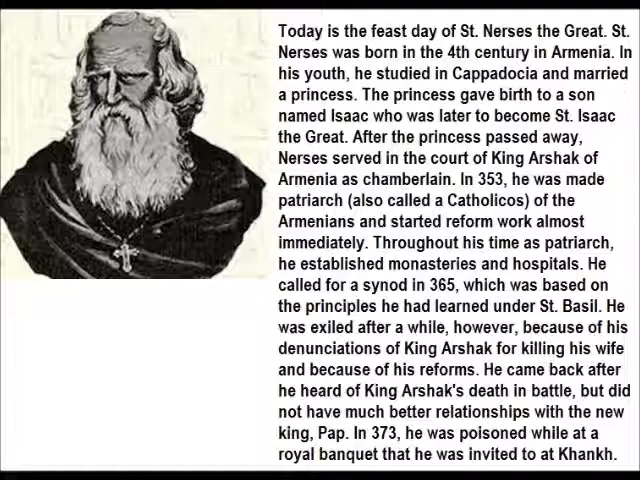 Today is the feast day of St. Nerses the Great. St.
Nerses was born in the 4th century in Armenia. In
his youth, he studied in Cappadocia and married
a princess. The princess gave birth to a son
named Isaac who was later to become St. Isaac
the Great. After the princess passed away,
Nerses served in the court of King Arshak of
Armenia as chamberlain. In 353, he was made
patriarch (also called a Catholicos) of the
Armenians and started reform work almost
immediately. Throughout his time as patriarch,
he established monasteries and hospitals. He
called for a synod in 365, which was based on
the principles he had learned under St. Basil. He
was exiled after a while, however, because of his
denunciations of King Arshak for killing his wife
and because of his reforms. He came back after
he heard of King Arshak's death in battle, but did
not have much better relationships with the new
king, Pap. In 373, he was poisoned while at a
royal banquet that he was invited to at Khankh.